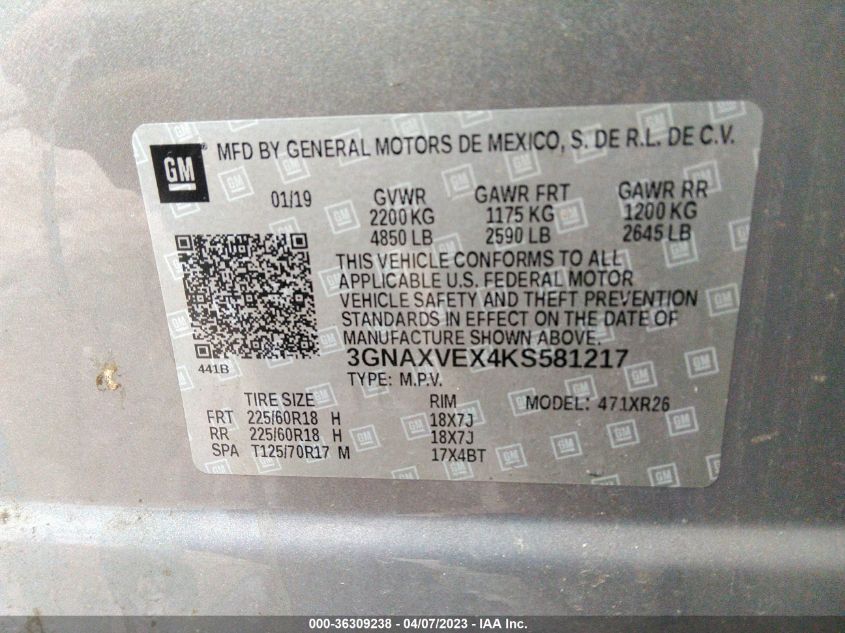 GM
MFD BY GENERAL MOTORS DE MEXICO, S. DE R.L. DE C.V.
01/19 GVWR GAWR FRT GAWR RR
2200 KG 1175 KG 1200 KG
4850 LB 2590 LB 2645 LB
THIS VEHICLE CONFORMS TO ALL
APPLICABLE U.S. FEDERAL MOTOR
VEHICLE SAFETY AND THEFT PREVENTION
STANDARDS IN EFFECT ON THE DATE OF
MANUFACTURE SHOWN ABOVE.
441B
3GNAXVEX4KS581217
TYPE: M.P.V.
TIRE SIZE RIM MODEL: 471XR26
FRT 225/60R18 H 18X7J
RR 225/60R18 H 18X7J
SPA T125/70R17 M 17X4BT
000-36309238 - 04/07/2023 - IAA Inc.